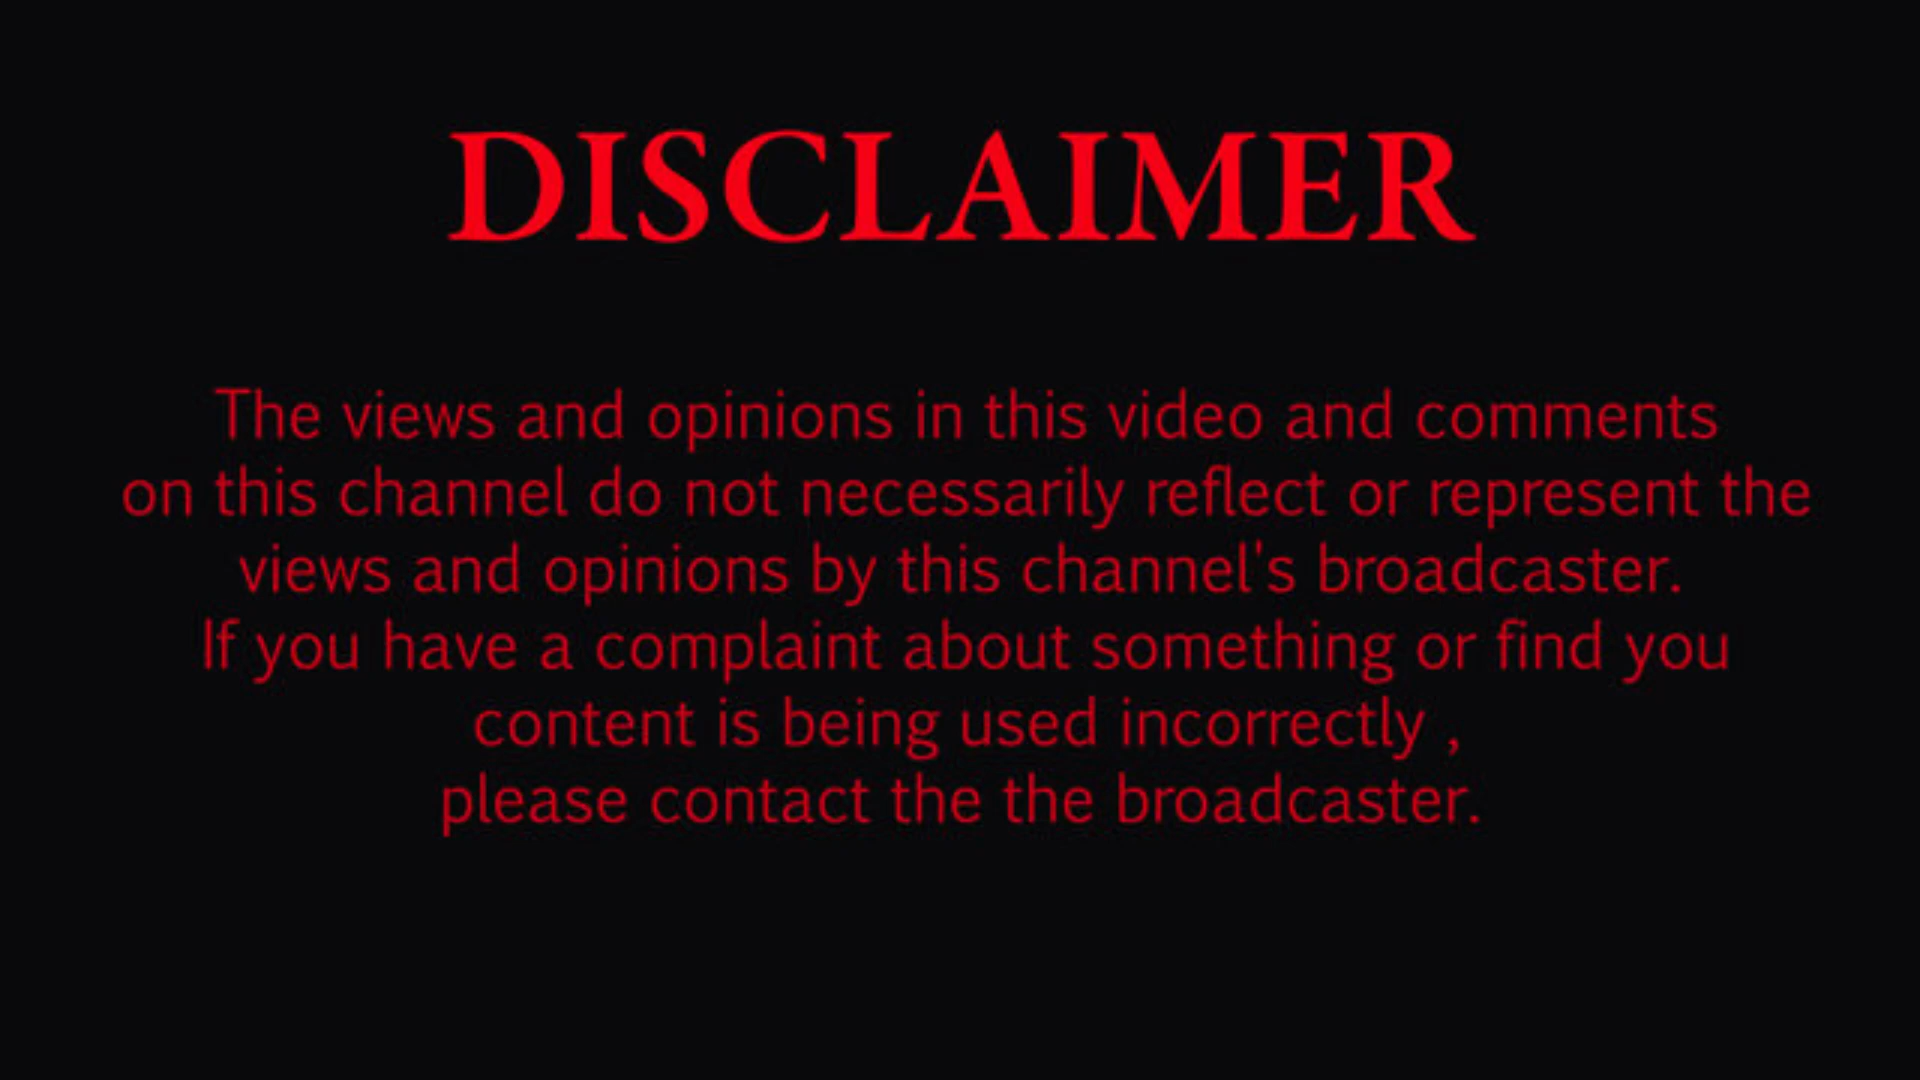 DISCLAIMER
The views and opinions in this video and comments
on this channel do not necessarily reflect or represent the
views and opinions by this channel's broadcaster.
If you have a complaint about something or find you
content is being used incorrectly ,
please contact the the broadcaster.